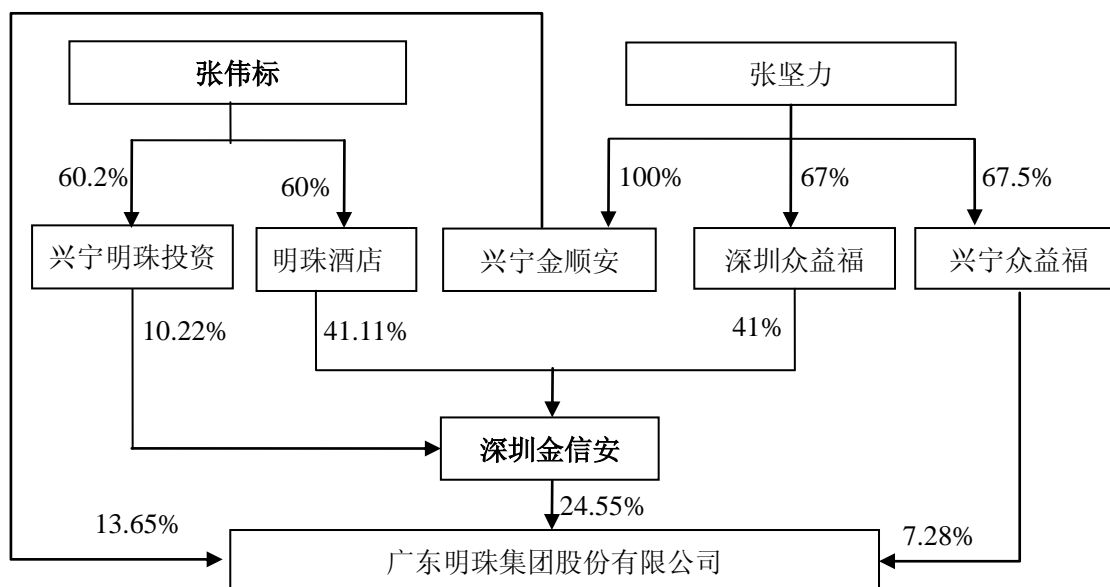 张伟标
张坚力
60.2%
60%
100%
67%
67.5%
兴宁明珠投资
明珠酒店
兴宁金顺安
深圳众益福
兴宁众益福
10.22%
41.11%
41%
深圳金信安
24.55%
13.65%
7.28%
广东明珠集团股份有限公司